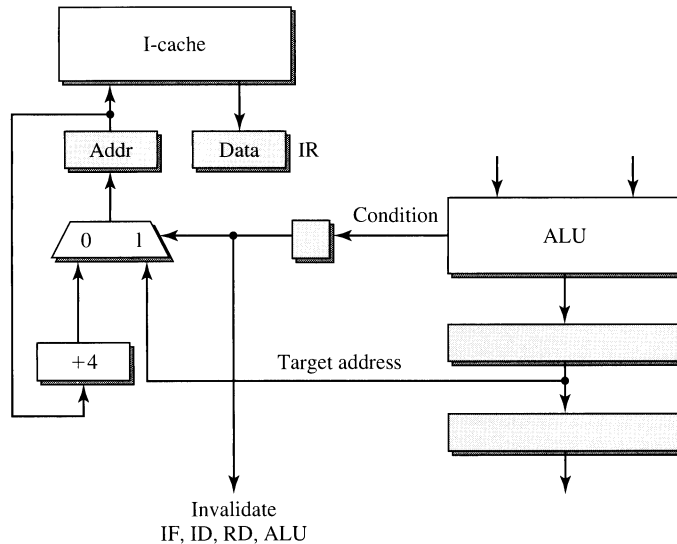 I-cache
Addr
Data
IR
0 1
Condition
ALU
+4
Target address
Invalidate
IF, ID, RD, ALU